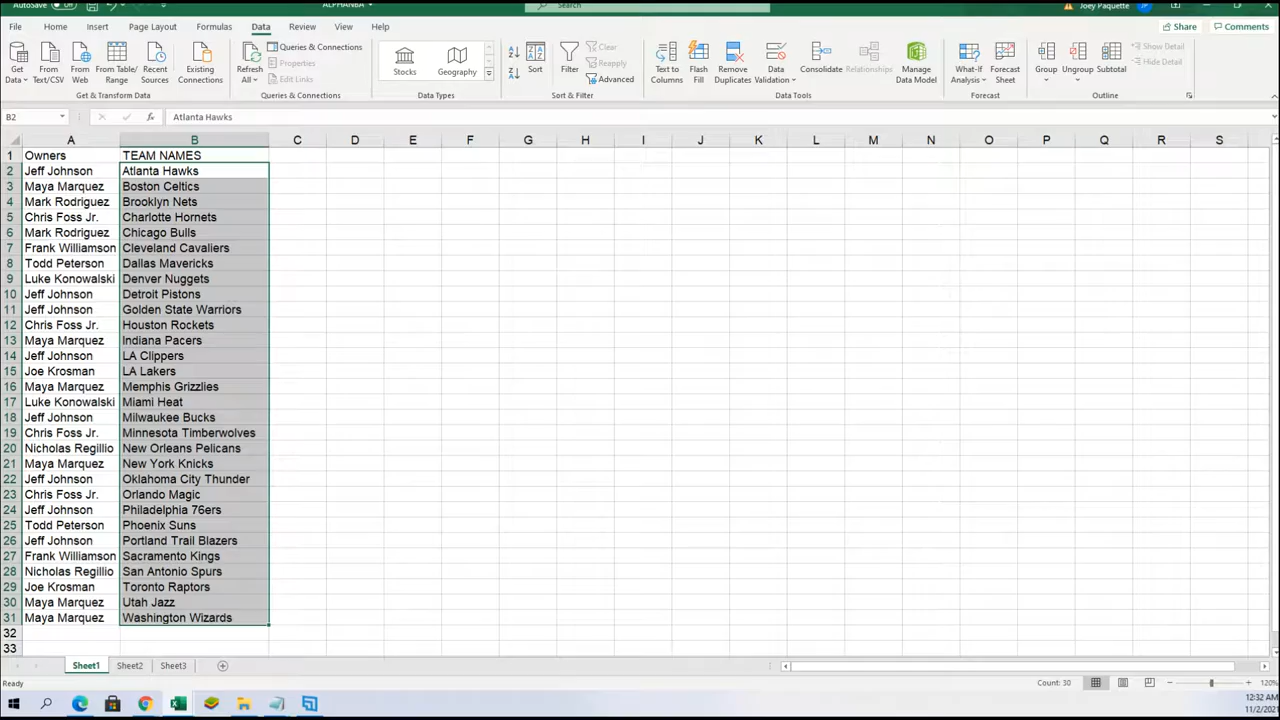 AutoSave Off ALPHANBA Search Joey Paquette JP
File Home Insert Page Layout Formulas Data Review View Help Share Comments
Get Data From Text/CSV From Web From Table/ Range Recent Sources Existing Connections
Get & Transform Data
Refresh All Queries & Connections Properties Edit Links
Queries & Connections
Stocks Geography
Data Types
Sort Filter Clear Reapply Advanced
Sort & Filter
Text to Columns Flash Fill Remove Duplicates Data Validation Consolidate Relationships Manage Data Model
Data Tools
What-If Analysis Forecast Sheet
Forecast
Group Ungroup Subtotal Show Detail Hide Detail
Outline
B2 fx Atlanta Hawks
A B C D E F G H I J K L M N O P Q R S
1 Owners TEAM NAMES
2 Jeff Johnson Atlanta Hawks
3 Maya Marquez Boston Celtics
4 Mark Rodriguez Brooklyn Nets
5 Chris Foss Jr. Charlotte Hornets
6 Mark Rodriguez Chicago Bulls
7 Frank Williamson Cleveland Cavaliers
8 Todd Peterson Dallas Mavericks
9 Luke Konowalski Denver Nuggets
10 Jeff Johnson Detroit Pistons
11 Jeff Johnson Golden State Warriors
12 Chris Foss Jr. Houston Rockets
13 Maya Marquez Indiana Pacers
14 Jeff Johnson LA Clippers
15 Joe Krosman LA Lakers
16 Maya Marquez Memphis Grizzlies
17 Luke Konowalski Miami Heat
18 Jeff Johnson Milwaukee Bucks
19 Chris Foss Jr. Minnesota Timberwolves
20 Nicholas Regillio New Orleans Pelicans
21 Maya Marquez New York Knicks
22 Jeff Johnson Oklahoma City Thunder
23 Chris Foss Jr. Orlando Magic
24 Jeff Johnson Philadelphia 76ers
25 Todd Peterson Phoenix Suns
26 Jeff Johnson Portland Trail Blazers
27 Frank Williamson Sacramento Kings
28 Nicholas Regillio San Antonio Spurs
29 Joe Krosman Toronto Raptors
30 Maya Marquez Utah Jazz
31 Maya Marquez Washington Wizards
32
33
Sheet1 Sheet2 Sheet3
Ready Count: 30 120%
12:32 AM
11/2/2021